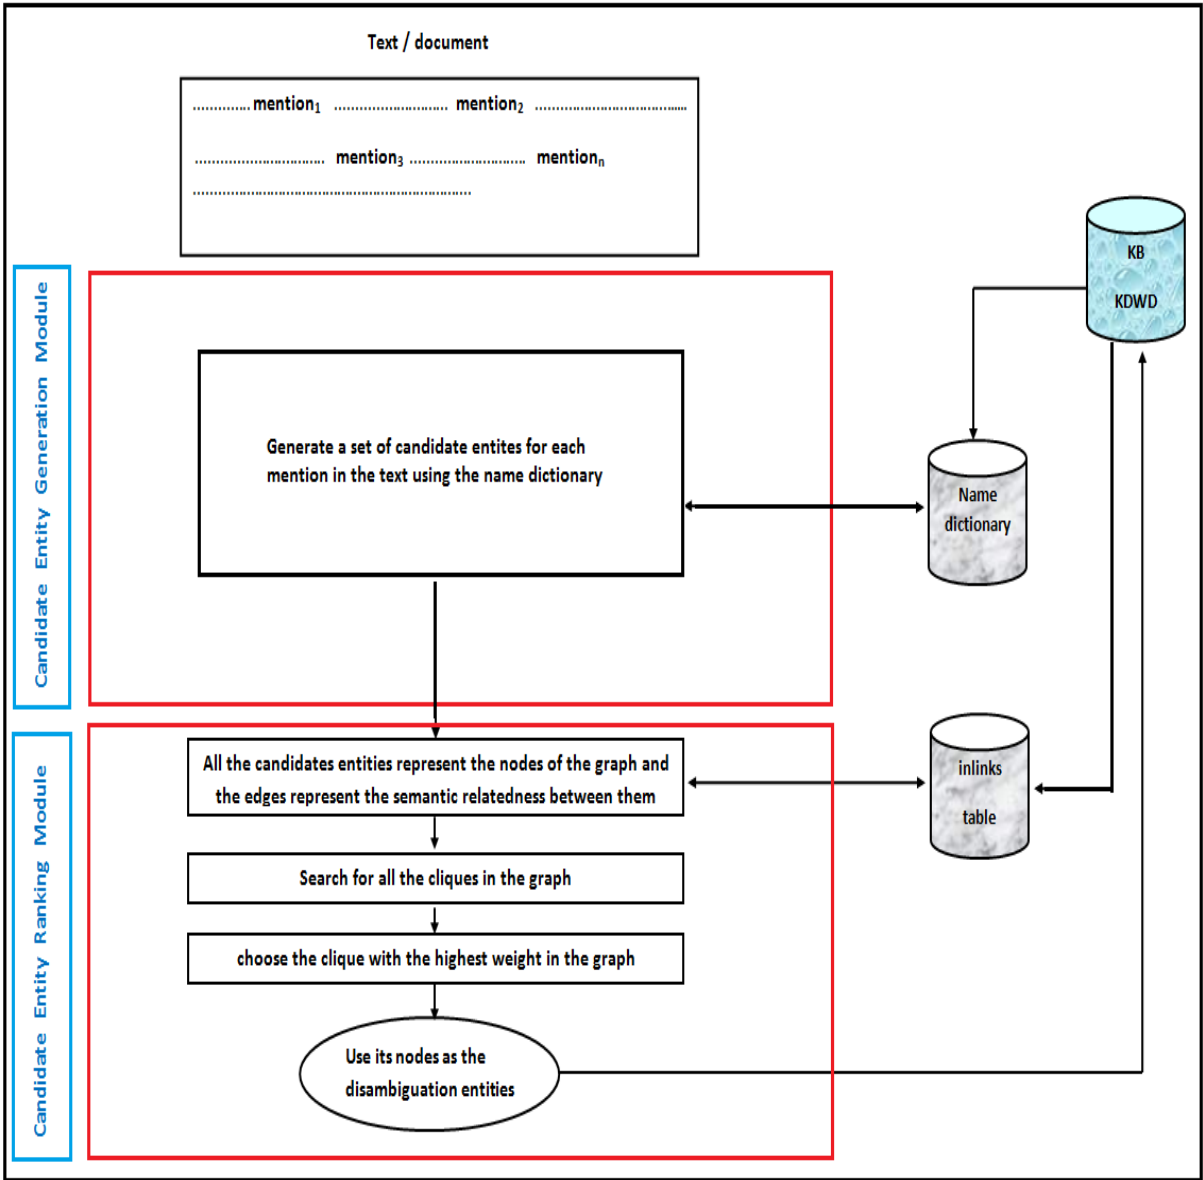 Text / document
..............mention1 ............................ mention2 ......................................
................................ mention3 ............................ mentionn
....................................................................
KB
KDWD
Candidate Entity Generation Module
Generate a set of candidate entites for each
mention in the text using the name dictionary
Name
dictionary
Candidate Entity Ranking Module
All the candidates entities represent the nodes of the graph and
the edges represent the semantic relatedness between them
inlinks
table
Search for all the cliques in the graph
choose the clique with the highest weight in the graph
Use its nodes as the
disambiguation entities